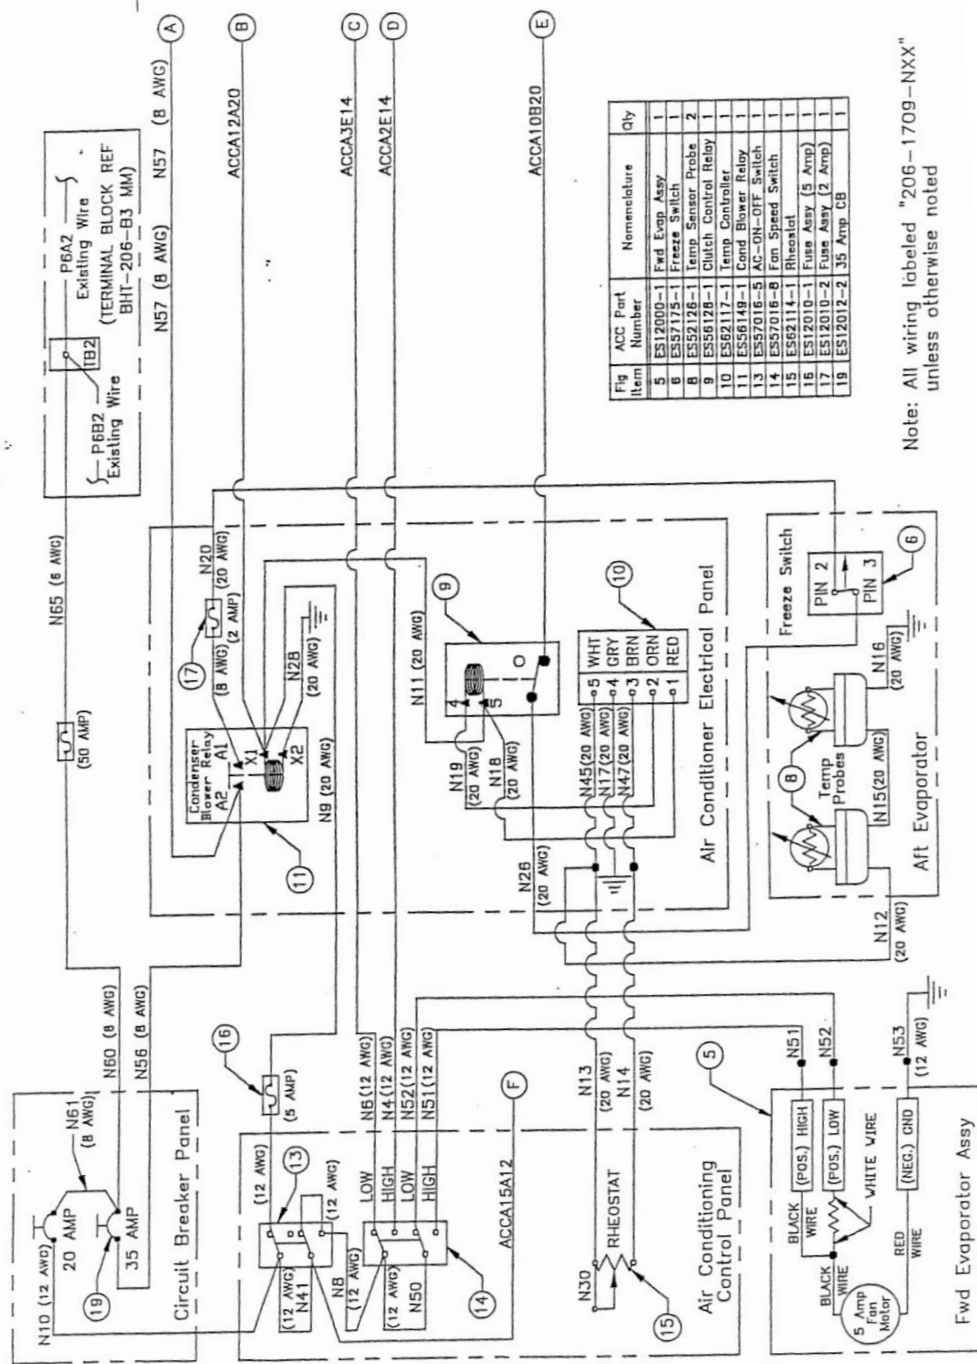 N10 (12 AWG)
20 AMP
35 AMP
19
N61
(8 AWG)
Circuit Breaker Panel
N60 (8 AWG)
N56 (8 AWG)
16
(5 AMP)
(50 AMP)
N65 (6 AWG)
P6B2
Existing Wire
TB2
P6A2
Existing Wire
(TERMINAL BLOCK REF
BHT-206-B3 MM)
N57 (8 AWG)
N57 (8 AWG)
A
ACCA12A20
B
ACCA3E14
C
ACCA2E14
D
ACCA10B20
E
17
N20
(20 AWG)
(2 AMP)
(8 AWG)
Condenser
Blower Relay
A2
A1
X1
X2
11
N28
(20 AWG)
N9 (20 AWG)
N11 (20 AWG)
9
4
5
N19
(20 AWG)
N18
(20 AWG)
N26
(20 AWG)
10
5 WHT
4 GRY
3 BRN
2 ORN
1 RED
N45(20 AWG)
N17(20 AWG)
N47(20 AWG)
Air Conditioner Electrical Panel
(12 AWG)
13
(12 AWG)
(12 AWG)
N41
N8
(12 AWG)
(12 AWG)
N50
14
LOW
HIGH
LOW
HIGH
N6(12 AWG)
N4(12 AWG)
N52(12 AWG)
N51(12 AWG)
ACCA15A12
F
N30
RHEOSTAT
15
N13
(20 AWG)
N14
(20 AWG)
Air Conditioning
Control Panel
5
5 Amp
Fan
Motor
BLACK
WIRE
BLACK
WIRE
RED
WIRE
WHITE WIRE
(POS.) HIGH
(POS.) LOW
(NEG.) GND
N51
N52
N53
(12 AWG)
Fwd Evaporator Assy
N12
(20 AWG)
8
Temp
Probes
N15(20 AWG)
N16
(20 AWG)
Freeze Switch
PIN 2
PIN 3
6
Aft Evaporator
Fig Item ACC Part Number Nomenclature Qty
5 ES12000-1 Fwd Evap Assy 1
6 ES57175-1 Freeze Switch 1
8 ES52126-1 Temp Sensor Probe 2
9 ES56128-1 Clutch Control Relay 1
10 ES62117-1 Temp Controller 1
11 ES56149-1 Cond Blower Relay 1
13 ES57016-5 AC-ON-OFF Switch 1
14 ES57016-8 Fan Speed Switch 1
15 ES62114-1 Rheostat 1
16 ES12010-1 Fuse Assy (5 Amp) 1
17 ES12010-2 Fuse Assy (2 Amp) 1
19 ES12012-2 35 Amp CB 1
Note: All wiring labeled "206-1709-NXX"
unless otherwise noted